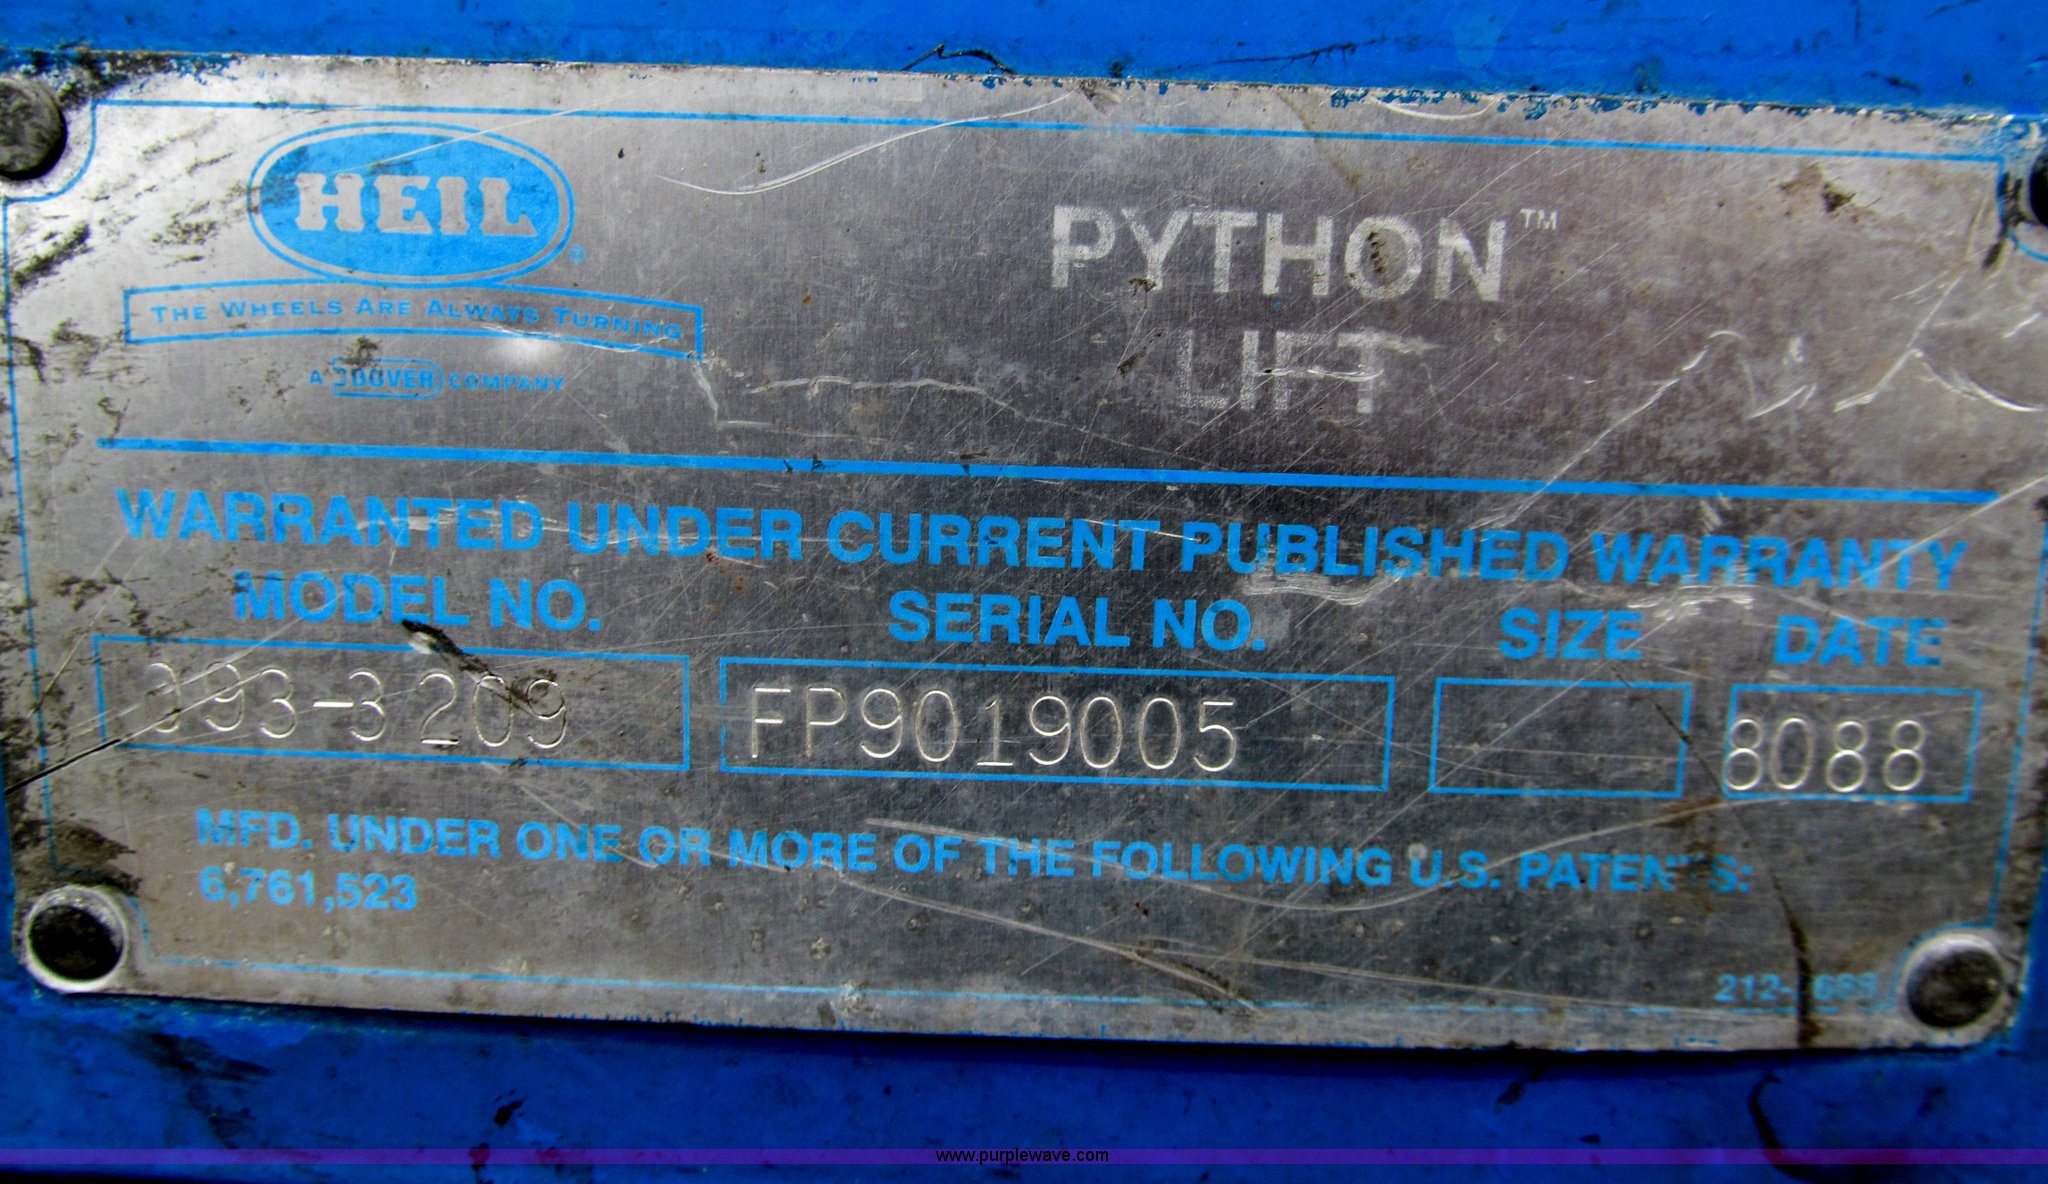 HEIL®
THE WHEELS ARE ALWAYS TURNING
A DOVER COMPANY
PYTHON™
LIFT
WARRANTED UNDER CURRENT PUBLISHED WARRANTY
MODEL NO. SERIAL NO. SIZE DATE
093-3209 FP9019005 8088
MFD. UNDER ONE OR MORE OF THE FOLLOWING U.S. PATENTS:
6,761,523
www.purplewave.com